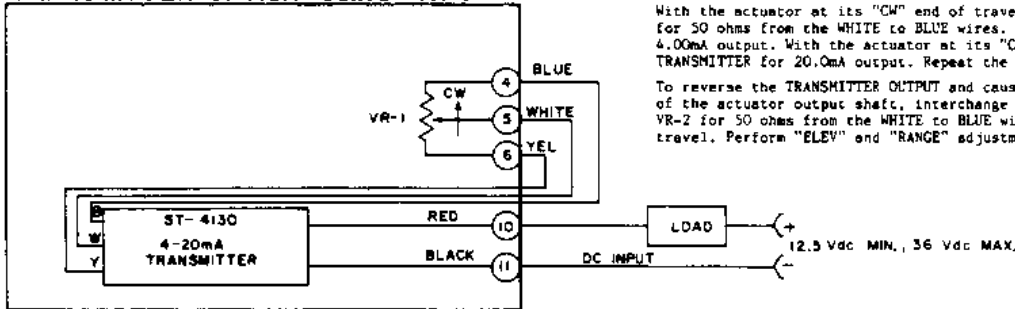 With the actuator at its "CW" end of trave
for 50 ohms from the WHITE to BLUE wires.
4.00mA output. With the actuator at its "C
TRANSMITTER for 20.0mA output. Repeat the
To reverse the TRANSMITTER OUTPUT and caus
of the actuator output shaft, interchange
VR-2 for 50 ohms from the WHITE to BLUE wi
travel. Perform "ELEV" and "RANGE" adjustm
4 BLUE
CW
VR-1
5 WHITE
6 YEL
B
W
Y
ST-4130
4-20mA
TRANSMITTER
RED 10
LOAD
+
12.5 Vdc MIN., 36 Vdc MAX.
BLACK 11
DC INPUT
-